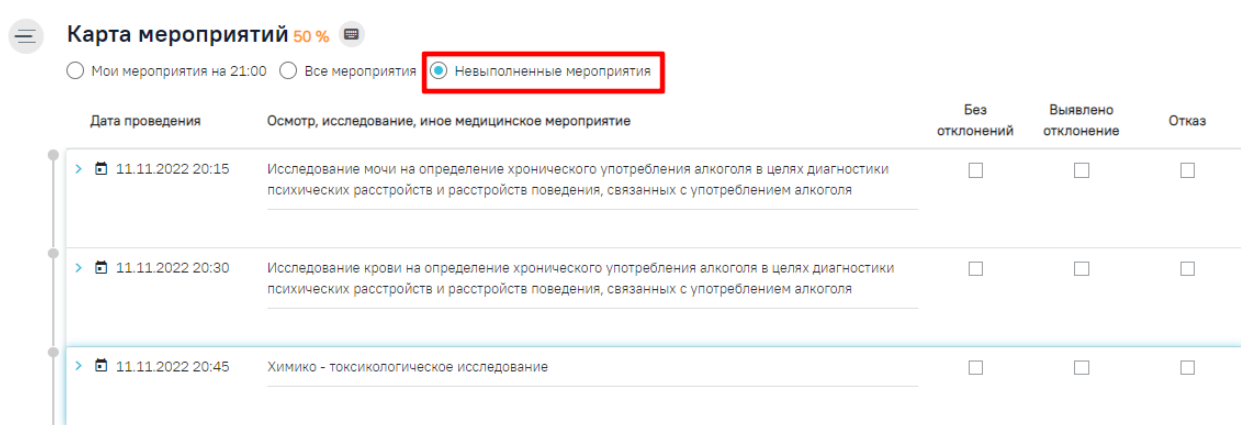 Карта мероприятий 50 %
Мои мероприятия на 21:00 Все мероприятия Невыполненные мероприятия
Дата проведения Осмотр, исследование, иное медицинское мероприятие Без отклонений Выявлено отклонение Отказ
11.11.2022 20:15 Исследование мочи на определение хронического употребления алкоголя в целях диагностики
психических расстройств и расстройств поведения, связанных с употреблением алкоголя
11.11.2022 20:30 Исследование крови на определение хронического употребления алкоголя в целях диагностики
психических расстройств и расстройств поведения, связанных с употреблением алкоголя
11.11.2022 20:45 Химико - токсикологическое исследование